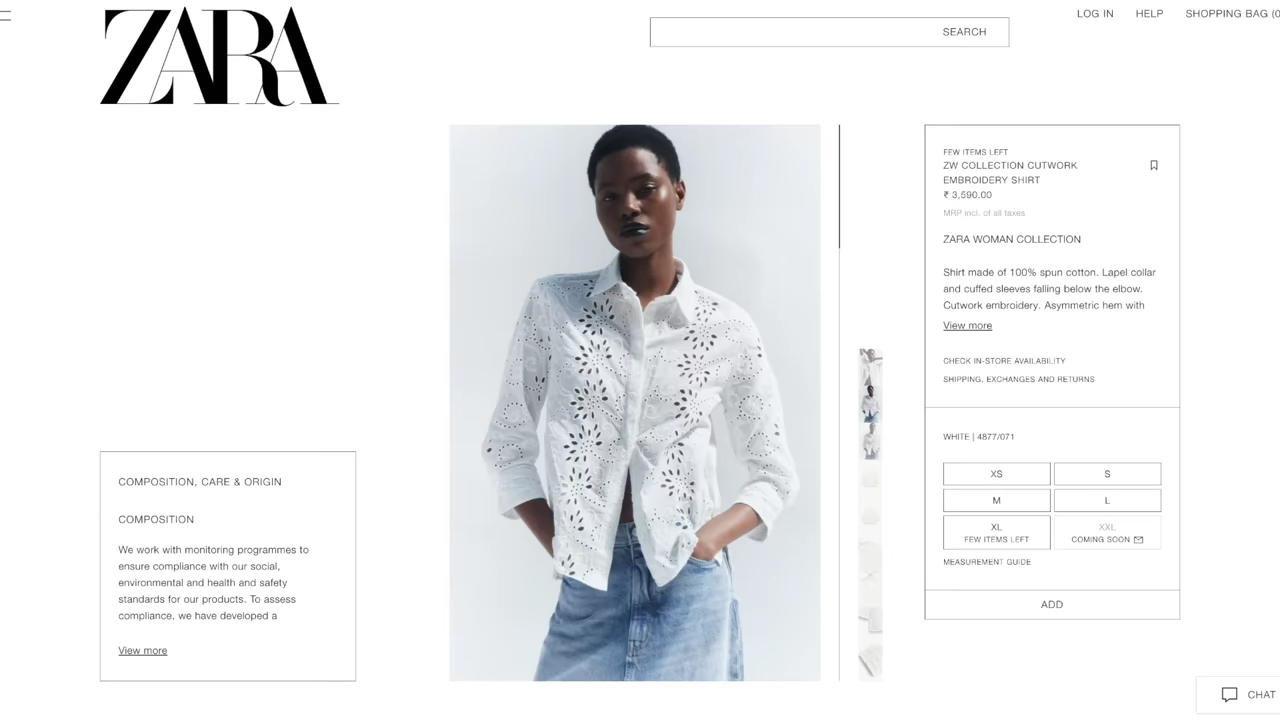 ZARA
SEARCH
LOG IN
HELP
SHOPPING BAG (0
FEW ITEMS LEFT
ZW COLLECTION CUTWORK
EMBROIDERY SHIRT
₹ 3,590.00
MRP incl. of all taxes
ZARA WOMAN COLLECTION
Shirt made of 100% spun cotton. Lapel collar
and cuffed sleeves falling below the elbow.
Cutwork embroidery. Asymmetric hem with
View more
CHECK IN-STORE AVAILABILITY
SHIPPING, EXCHANGES AND RETURNS
WHITE | 4877/071
XS
S
M
L
XL
FEW ITEMS LEFT
XXL
COMING SOON
MEASUREMENT GUIDE
ADD
COMPOSITION, CARE & ORIGIN
COMPOSITION
We work with monitoring programmes to
ensure compliance with our social,
environmental and health and safety
standards for our products. To assess
compliance, we have developed a
View more
CHAT